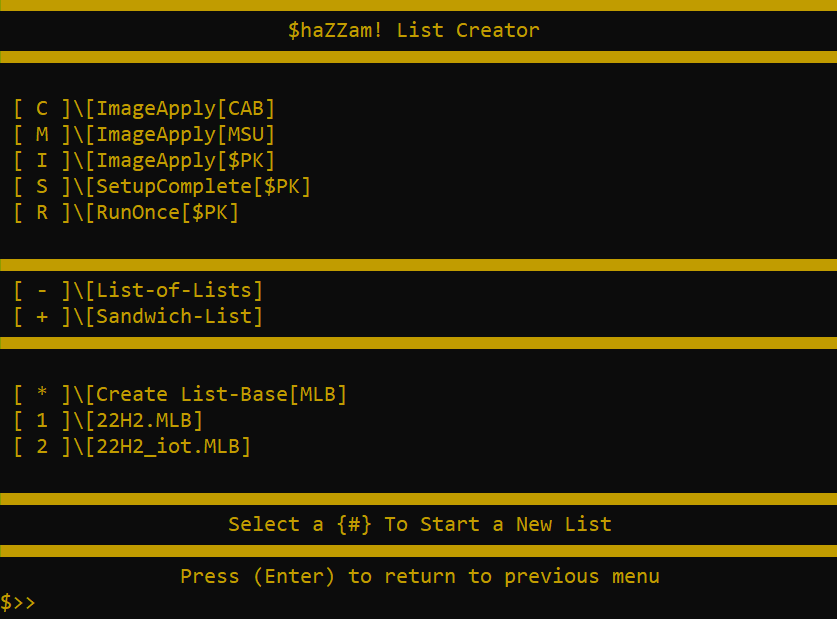 $haZZam! List Creator
[ C ]\[ImageApply[CAB]
[ M ]\[ImageApply[MSU]
[ I ]\[ImageApply[$PK]
[ S ]\[SetupComplete[$PK]
[ R ]\[RunOnce[$PK]
[ - ]\[List-of-Lists]
[ + ]\[Sandwich-List]
[ * ]\[Create List-Base[MLB]
[ 1 ]\[22H2.MLB]
[ 2 ]\[22H2_iot.MLB]
Select a {#} To Start a New List
Press (Enter) to return to previous menu
$>>